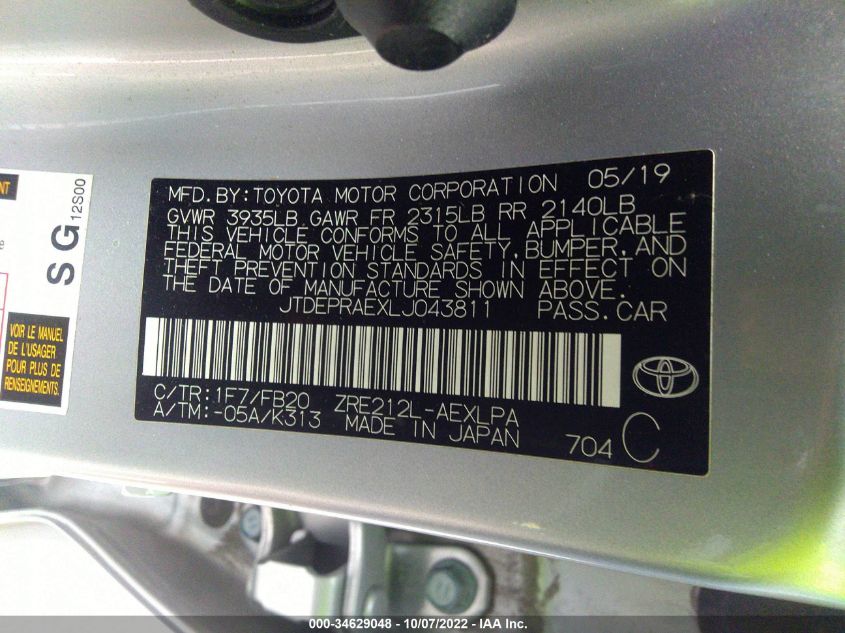 MFD.BY:TOYOTA MOTOR CORPORATION 05/19
GVWR 3935LB GAWR FR 2315LB RR 2140LB
THIS VEHICLE CONFORMS TO ALL APPLICABLE
FEDERAL MOTOR VEHICLE SAFETY, BUMPER, AND
THEFT PREVENTION STANDARDS IN EFFECT ON
THE DATE OF MANUFACTURE SHOWN ABOVE.
JTDEPRAEXLJ043811 PASS.CAR
C/TR:1F7/FB20 ZRE212L-AEXLPA
A/TM:-05A/K313 MADE IN JAPAN
704 C
SG
12S00
VOIR LE MANUEL
DE L'USAGER
POUR PLUS DE
RENSEIGNEMENTS
000-34629048 - 10/07/2022 - IAA Inc.